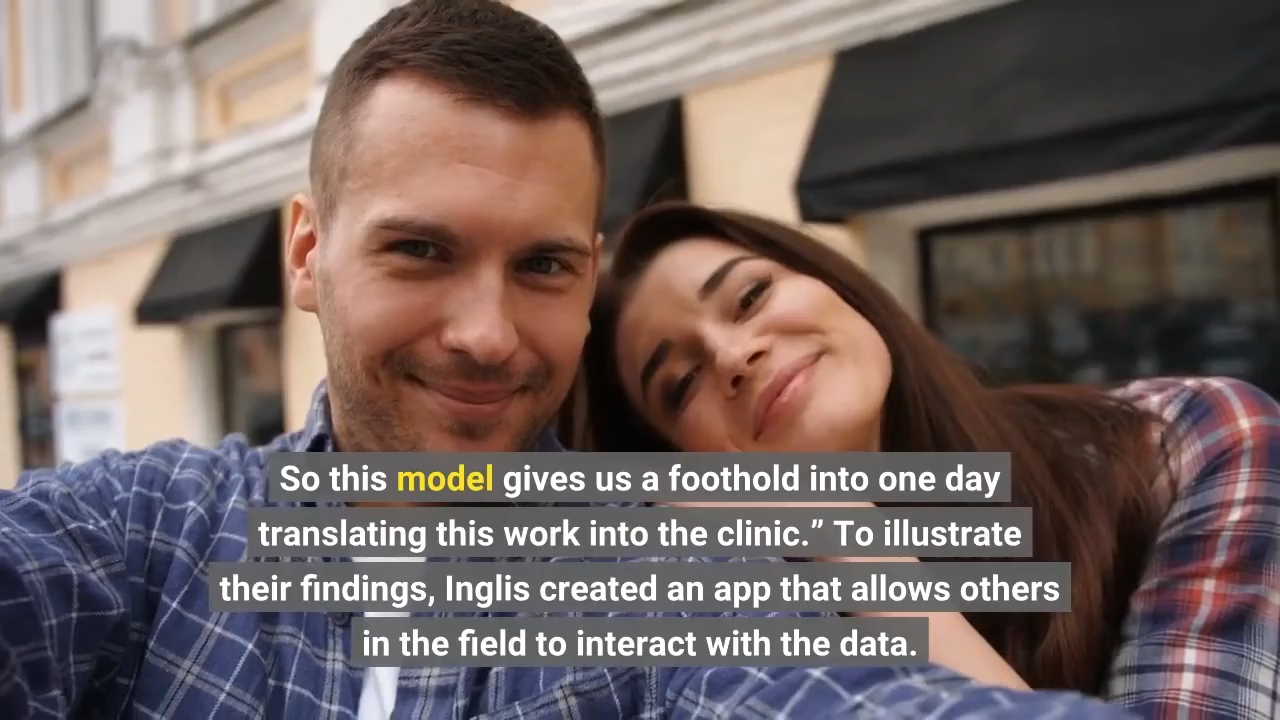 So this model gives us a foothold into one day
translating this work into the clinic.” To illustrate
their findings, Inglis created an app that allows others
in the field to interact with the data.